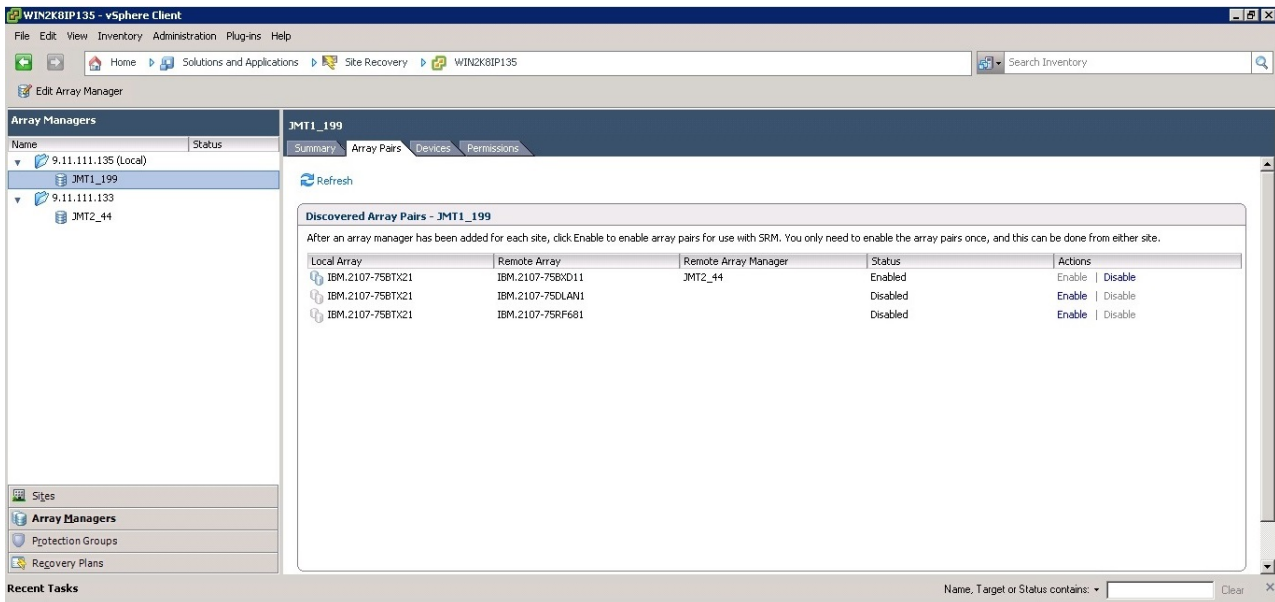 WIN2K8IP135 - vSphere Client
File Edit View Inventory Administration Plug-ins Help
Home Solutions and Applications Site Recovery WIN2K8IP135 Search Inventory
Edit Array Manager
Array Managers
Name Status
9.11.111.135 (Local)
JMT1_199
9.11.111.133
JMT2_44
Sites
Array Managers
Protection Groups
Recovery Plans
JMT1_199
Summary Array Pairs Devices Permissions
Refresh
Discovered Array Pairs - JMT1_199
After an array manager has been added for each site, click Enable to enable array pairs for use with SRM. You only need to enable the array pairs once, and this can be done from either site.
Local Array Remote Array Remote Array Manager Status Actions
IBM.2107-75BTX21 IBM.2107-75BXD11 JMT2_44 Enabled Enable | Disable
IBM.2107-75BTX21 IBM.2107-75DLAN1 Disabled Enable | Disable
IBM.2107-75BTX21 IBM.2107-75RF681 Disabled Enable | Disable
Recent Tasks Name, Target or Status contains: Clear